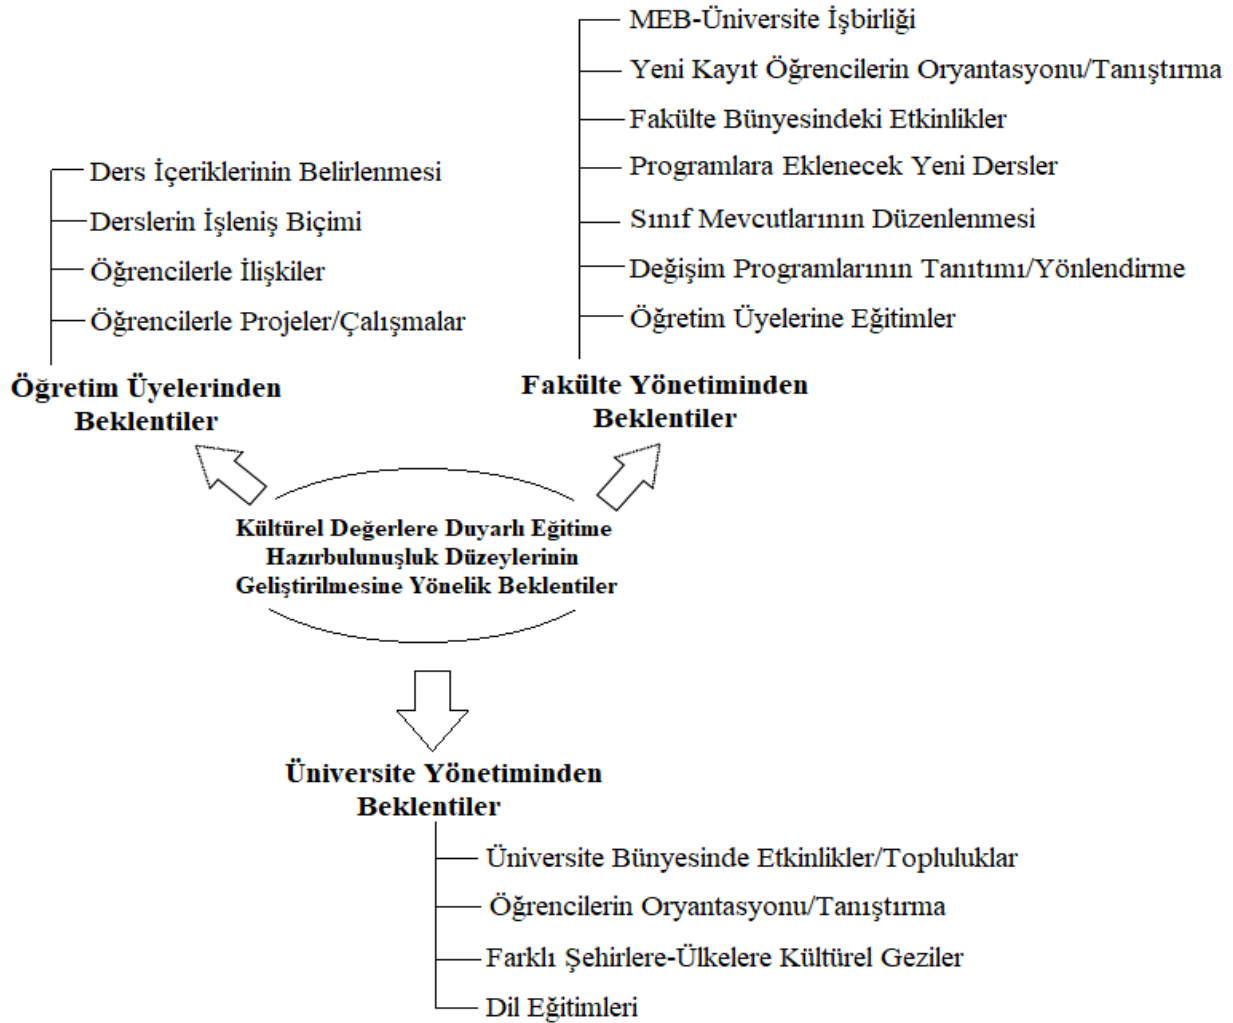 MEB-Üniversite İşbirliği
Yeni Kayıt Öğrencilerin Oryantasyonu/Tanıştırma
Fakülte Bünyesindeki Etkinlikler
Programlara Eklenecek Yeni Dersler
Sınıf Mevcutlarının Düzenlenmesi
Değişim Programlarının Tanıtımı/Yönlendirme
Öğretim Üyelerine Eğitimler
Fakülte Yönetiminden
Beklentiler
Ders İçeriklerinin Belirlenmesi
Derslerin İşleniş Biçimi
Öğrencilerle İlişkiler
Öğrencilerle Projeler/Çalışmalar
Öğretim Üyelerinden
Beklentiler
Kültürel Değerlere Duyarlı Eğitime
Hazırbulunuşluk Düzeylerinin
Geliştirilmesine Yönelik Beklentiler
Üniversite Yönetiminden
Beklentiler
Üniversite Bünyesinde Etkinlikler/Topluluklar
Öğrencilerin Oryantasyonu/Tanıştırma
Farklı Şehirlere-Ülkelere Kültürel Geziler
Dil Eğitimleri